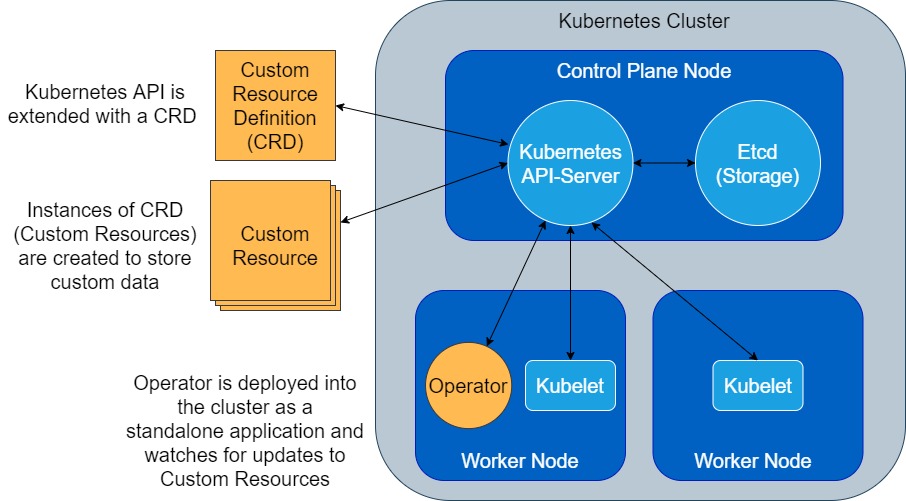 Kubernetes Cluster
Control Plane Node
Kubernetes API is
extended with a CRD
Custom
Resource
Definition
(CRD)
Kubernetes
API-Server
Etcd
(Storage)
Instances of CRD
(Custom Resources)
are created to store
custom data
Custom
Resource
Operator is deployed into
the cluster as a
standalone application and
watches for updates to
Custom Resources
Operator
Kubelet
Worker Node
Kubelet
Worker Node